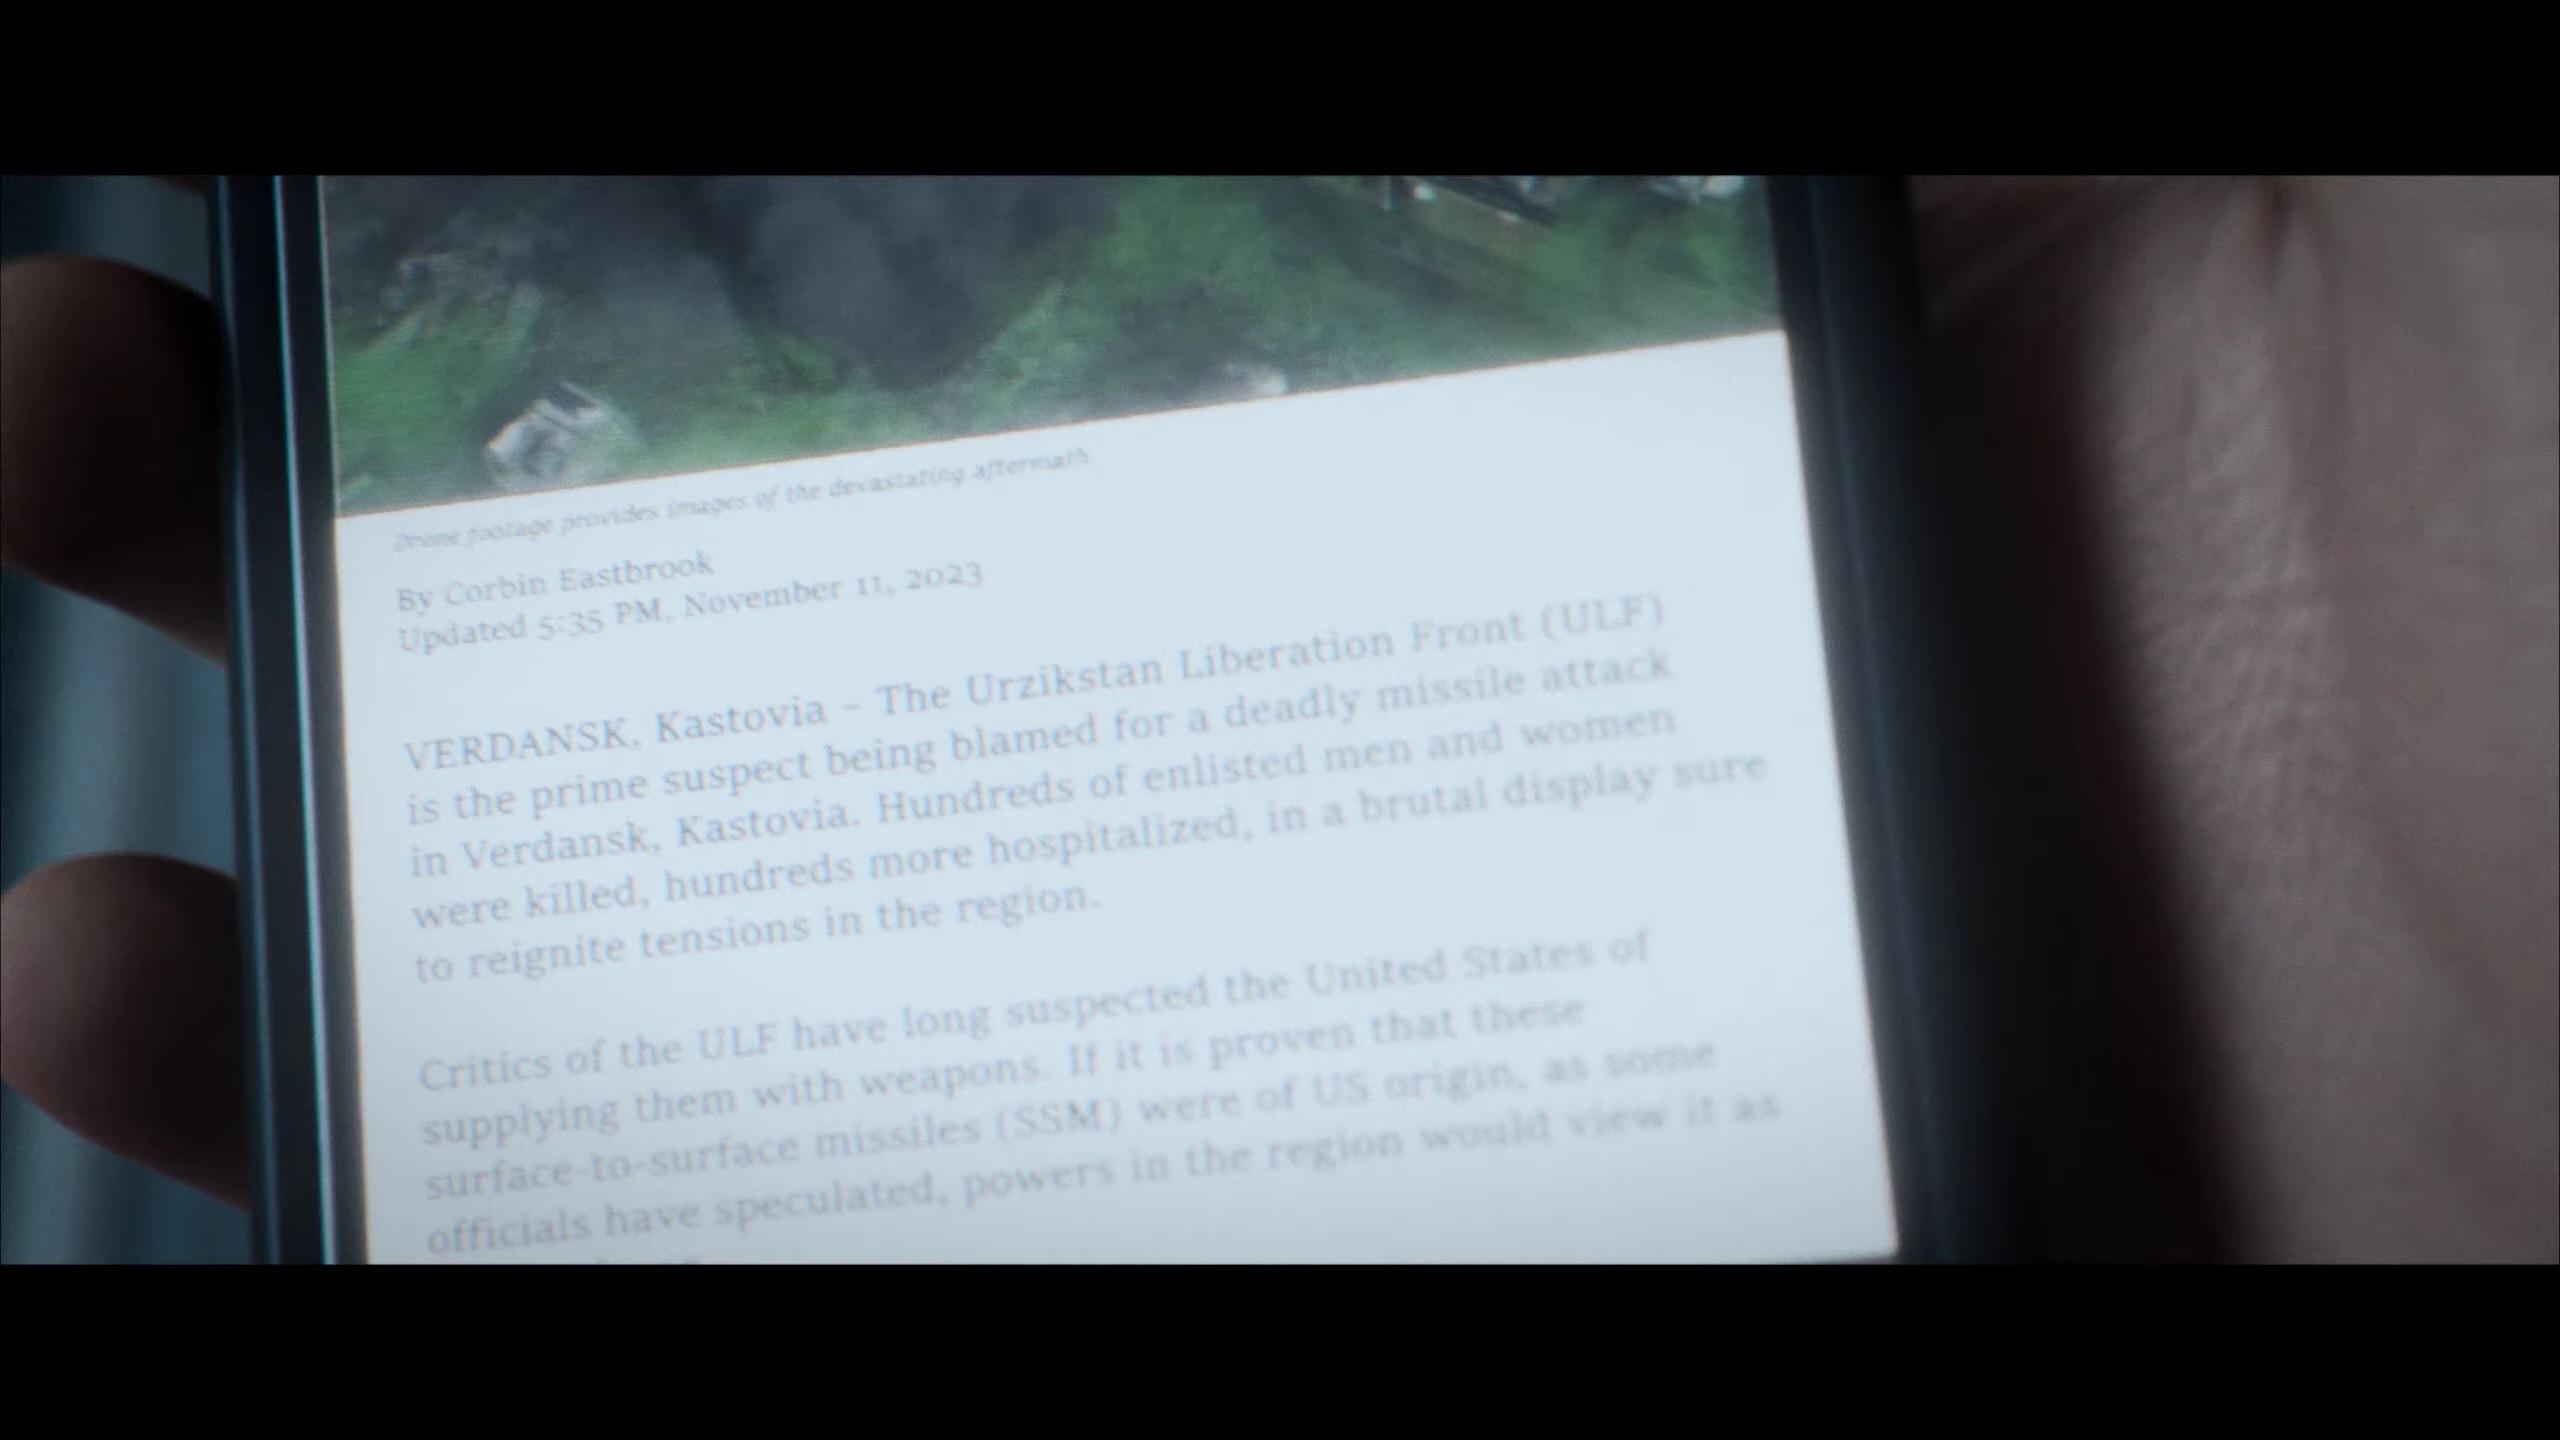 Drone footage provides images of the devastating aftermath
By Corbin Eastbrook
Updated 5:35 PM, November 11, 2023
VERDANSK, Kastovia – The Urzikstan Liberation Front (ULF)
is the prime suspect being blamed for a deadly missile attack
in Verdansk, Kastovia. Hundreds of enlisted men and women
were killed, hundreds more hospitalized, in a brutal display sure
to reignite tensions in the region.
Critics of the ULF have long suspected the United States of
supplying them with weapons. If it is proven that these
surface-to-surface missiles (SSM) were of US origin, as some
officials have speculated, powers in the region would view it as